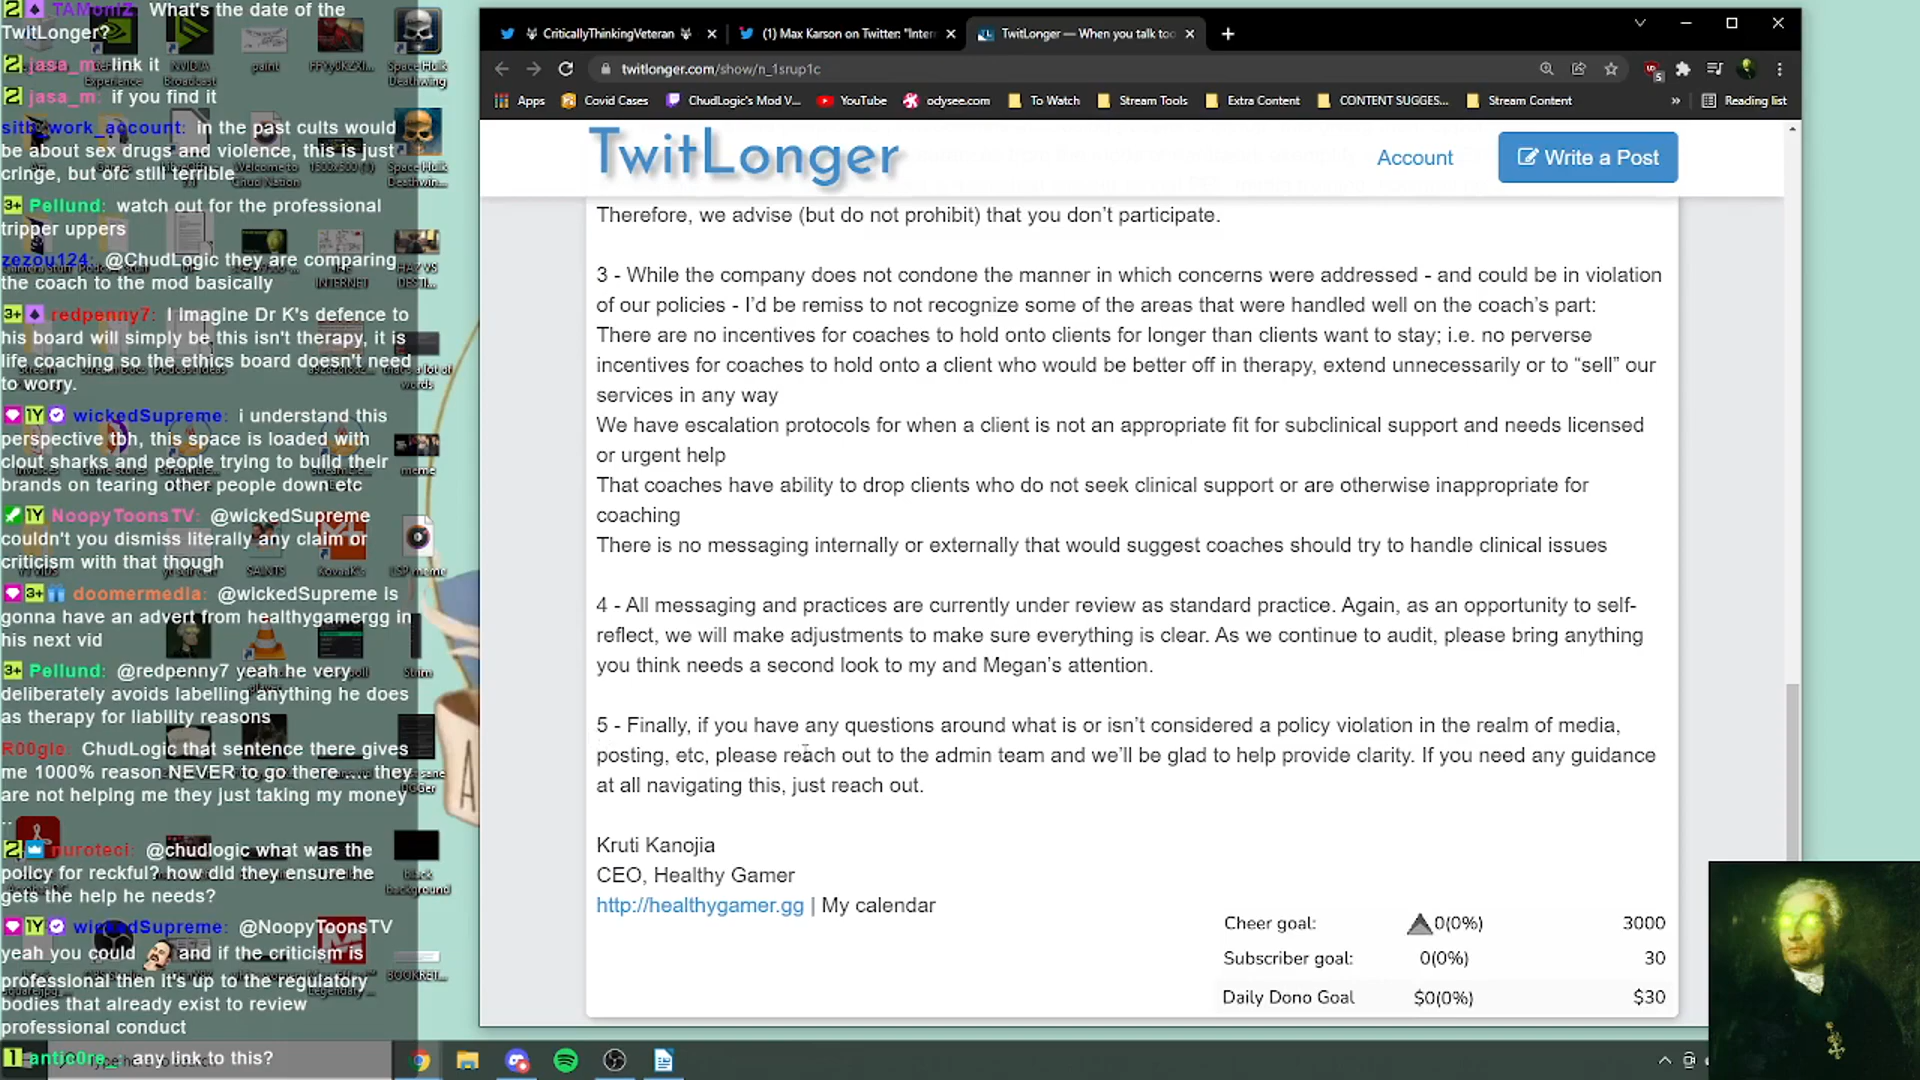 TAMoniZ: What's the date of the
TwitLonger?
jasa_m: link it
jasa_m: if you find it
sitb_work_account: in the past cults would
be about sex drugs and violence, this is just
cringe, but ofc still terrible
Pellund: watch out for the professional
tripper uppers
zezou124: @ChudLogic they are comparing
the coach to the mod basically
redpenny7: I imagine Dr K's defence to
his board will simply be this isn't therapy, it is
life coaching so the ethics board doesn't need
to worry.
wickedSupreme: i understand this
perspective tbh, this space is loaded with
clout sharks and people trying to build their
brands on tearing other people down etc
NoopyToonsTV: @wickedSupreme
couldn't you dismiss literally any claim or
criticism with that though
doomermedia: @wickedSupreme is
gonna have an advert from healthygamergg in
his next vid
Pellund: @redpenny7 yeah he very
deliberately avoids labelling anything he does
as therapy for liability reasons
R00glo: ChudLogic that sentence there gives
me 1000% reason NEVER to go there.... they
are not helping me they just taking my money
..
nuroteci: @chudlogic what was the
policy for reckful? how did they ensure he
gets the help he needs?
wickedSupreme: @NoopyToonsTV
yeah you could and if the criticism is
professional then it's up to the regulatory
bodies that already exist to review
professional conduct
antic0re_: any link to this?
CriticallyThinkingVeteran
(1) Max Karson on Twitter: "Inter
TwitLonger — When you talk too
twitlonger.com/show/n_1srup1c
Apps
Covid Cases
ChudLogic's Mod V...
YouTube
odysee.com
To Watch
Stream Tools
Extra Content
CONTENT SUGGES...
Stream Content
»
Reading list
TwitLonger
Account
Write a Post
Therefore, we advise (but do not prohibit) that you don't participate.
3 - While the company does not condone the manner in which concerns were addressed - and could be in violation
of our policies - I'd be remiss to not recognize some of the areas that were handled well on the coach's part:
There are no incentives for coaches to hold onto clients for longer than clients want to stay; i.e. no perverse
incentives for coaches to hold onto a client who would be better off in therapy, extend unnecessarily or to “sell” our
services in any way
We have escalation protocols for when a client is not an appropriate fit for subclinical support and needs licensed
or urgent help
That coaches have ability to drop clients who do not seek clinical support or are otherwise inappropriate for
coaching
There is no messaging internally or externally that would suggest coaches should try to handle clinical issues
4 - All messaging and practices are currently under review as standard practice. Again, as an opportunity to self-
reflect, we will make adjustments to make sure everything is clear. As we continue to audit, please bring anything
you think needs a second look to my and Megan's attention.
5 - Finally, if you have any questions around what is or isn't considered a policy violation in the realm of media,
posting, etc, please reach out to the admin team and we'll be glad to help provide clarity. If you need any guidance
at all navigating this, just reach out.
Kruti Kanojia
CEO, Healthy Gamer
http://healthygamer.gg | My calendar
Cheer goal: 0(0%) 3000
Subscriber goal: 0(0%) 30
Daily Dono Goal $0(0%) $30